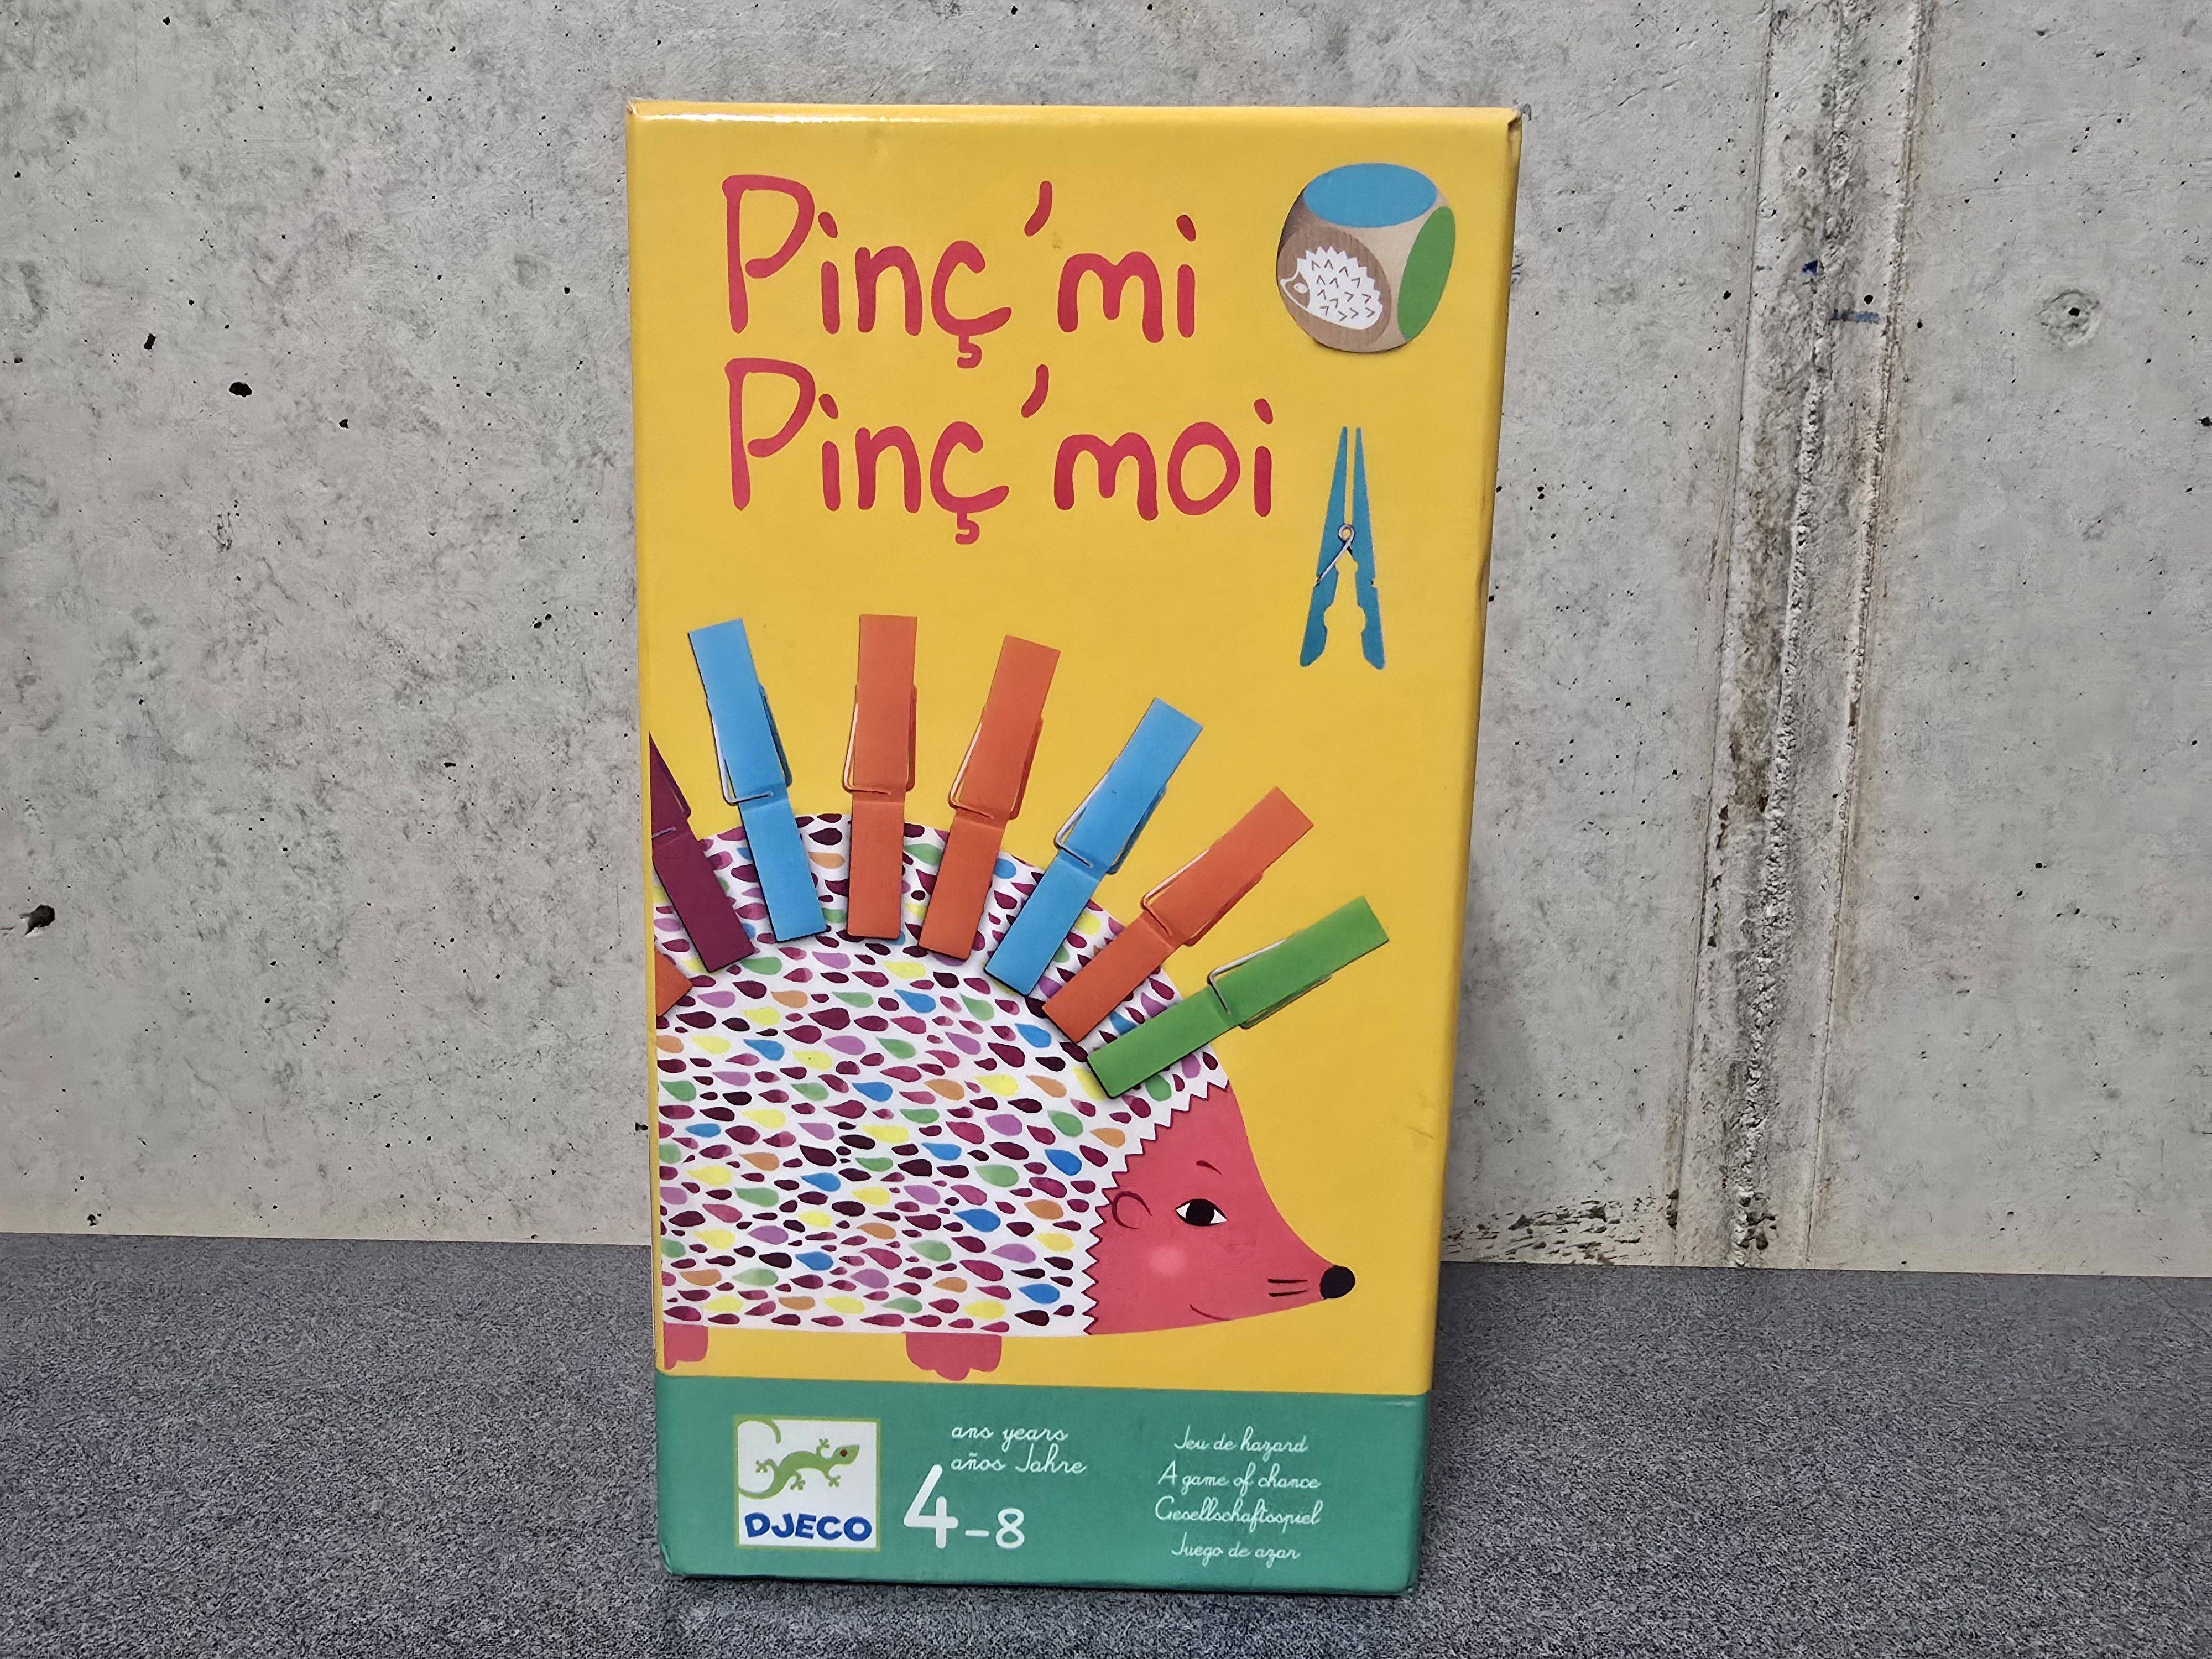 Pinç'mi
Pinç'moi
DJECO
ans years
años Jahre
4-8
Jeu de hazard
A game of chance
Gesellschaftsspiel
Juego de azar